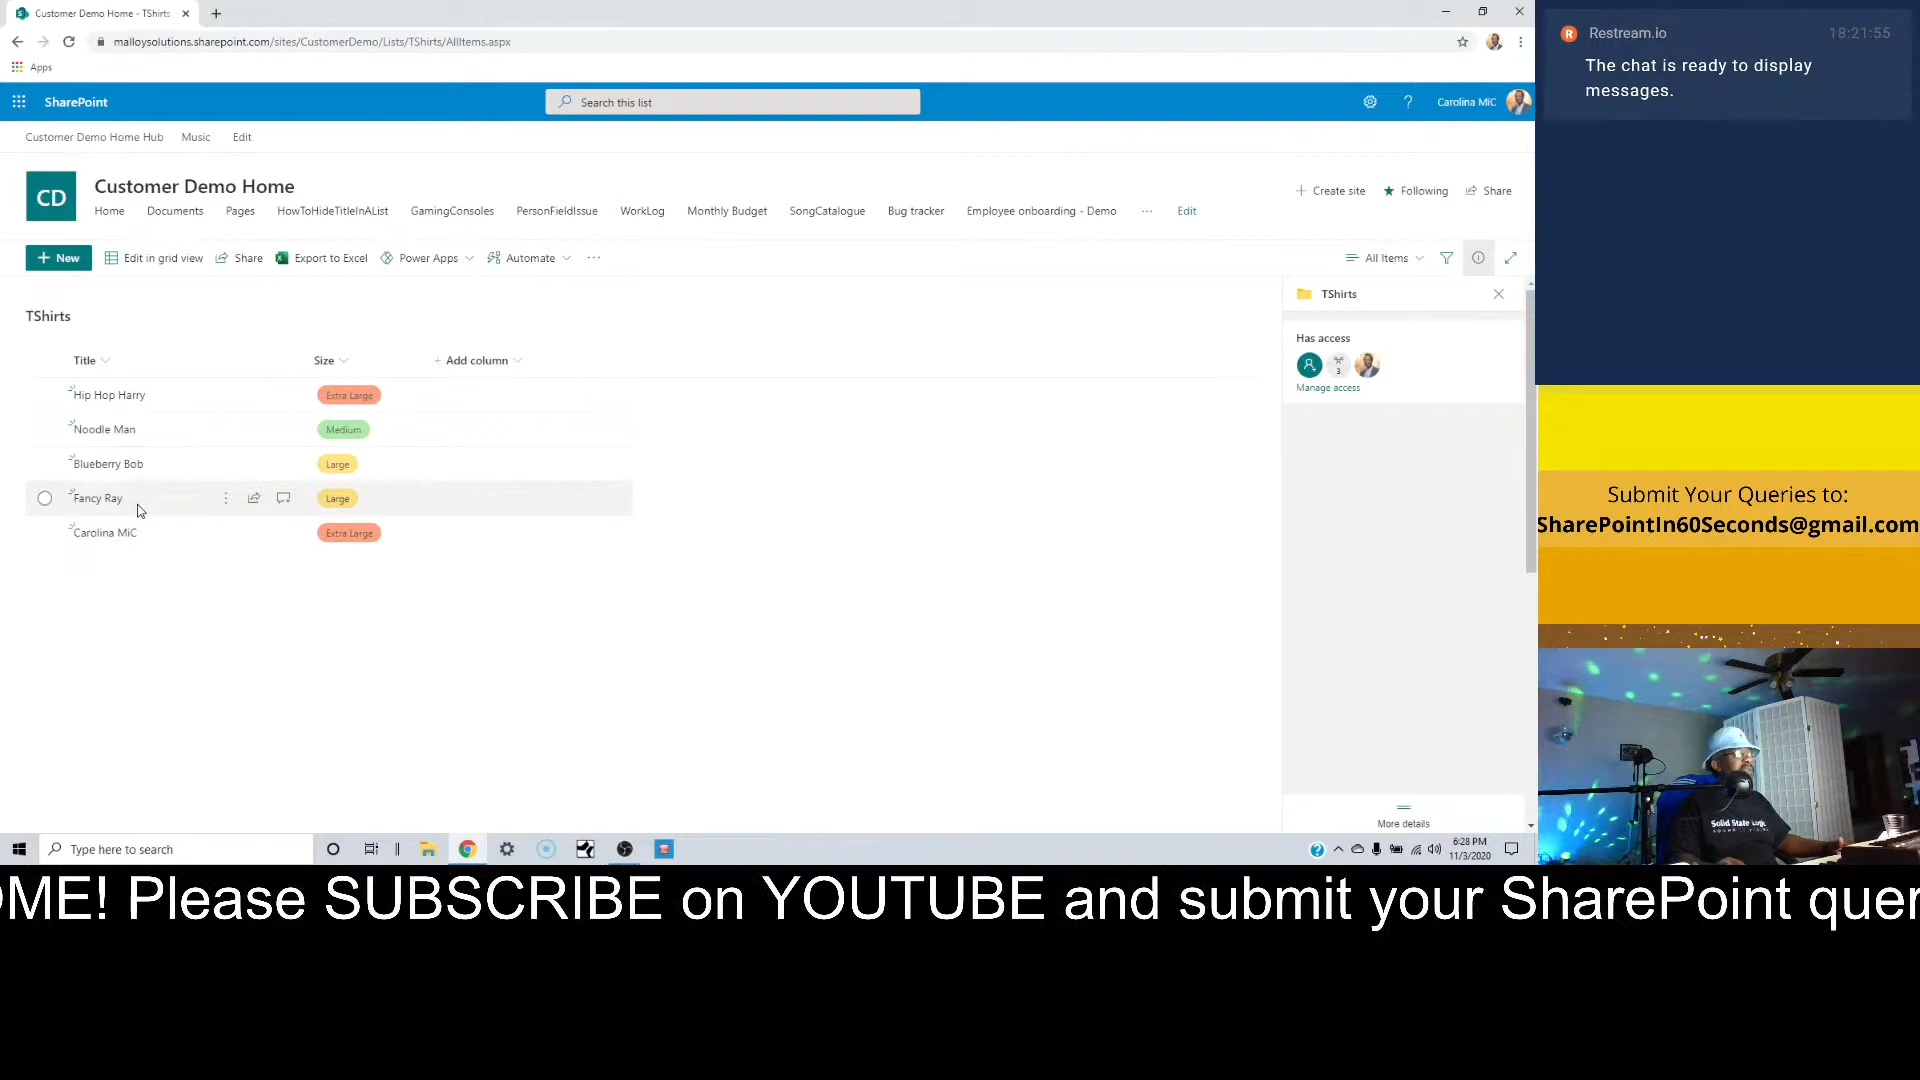 Customer Demo Home - TShirts
malloysolutions.sharepoint.com/sites/CustomerDemo/Lists/TShirts/AllItems.aspx
Apps
SharePoint
Search this list
?
Carolina MiC
Customer Demo Home Hub Music Edit
CD
Customer Demo Home
+ Create site
Following
Share
Home Documents Pages HowToHideTitleInAList GamingConsoles PersonFieldIssue WorkLog Monthly Budget SongCatalogue Bug tracker Employee onboarding - Demo ... Edit
+ New
Edit in grid view
Share
Export to Excel
Power Apps
Automate
...
All Items
TShirts
Title Size + Add column
Hip Hop Harry Extra Large
Noodle Man Medium
Blueberry Bob Large
Fancy Ray Large
Carolina MiC Extra Large
TShirts
Has access
3
Manage access
More details
Type here to search
6:28 PM
11/3/2020
R Restream.io 18:21:55
The chat is ready to display
messages.
Submit Your Queries to:
SharePointIn60Seconds@gmail.com
Solid State Logic
OME! Please SUBSCRIBE on YOUTUBE and submit your SharePoint quer